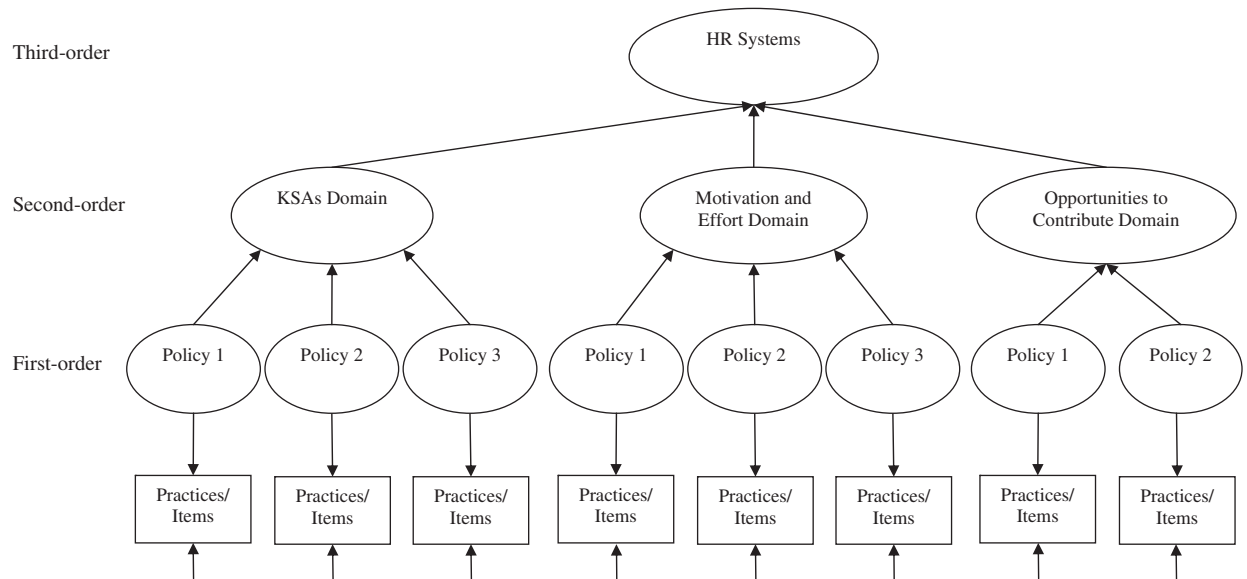 Third-order
HR Systems
Second-order
KSAs Domain
Motivation and
Effort Domain
Opportunities to
Contribute Domain
First-order
Policy 1
Policy 2
Policy 3
Policy 1
Policy 2
Policy 3
Policy 1
Policy 2
Practices/
Items
Practices/
Items
Practices/
Items
Practices/
Items
Practices/
Items
Practices/
Items
Practices/
Items
Practices/
Items